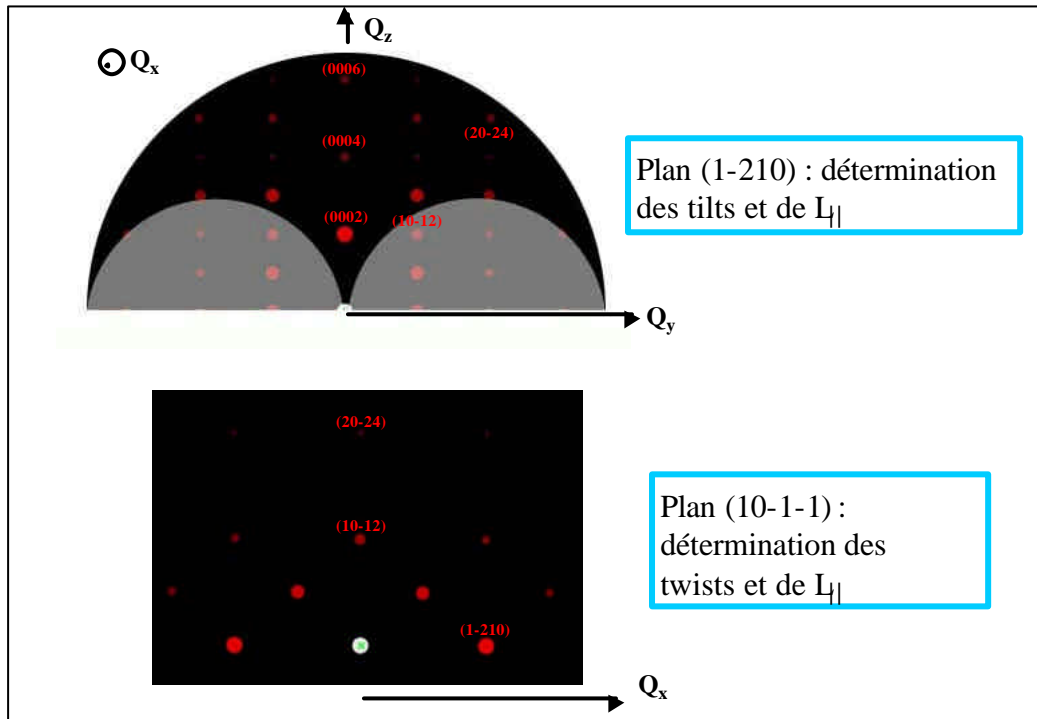 Qz
Qx
(0006)
(20-24)
(0004)
(0002)
(10-12)
Qy
Plan (1-210) : détermination
des tilts et de L||
(20-24)
(10-12)
(1-210)
Qx
Plan (10-1-1) :
détermination des
twists et de L||